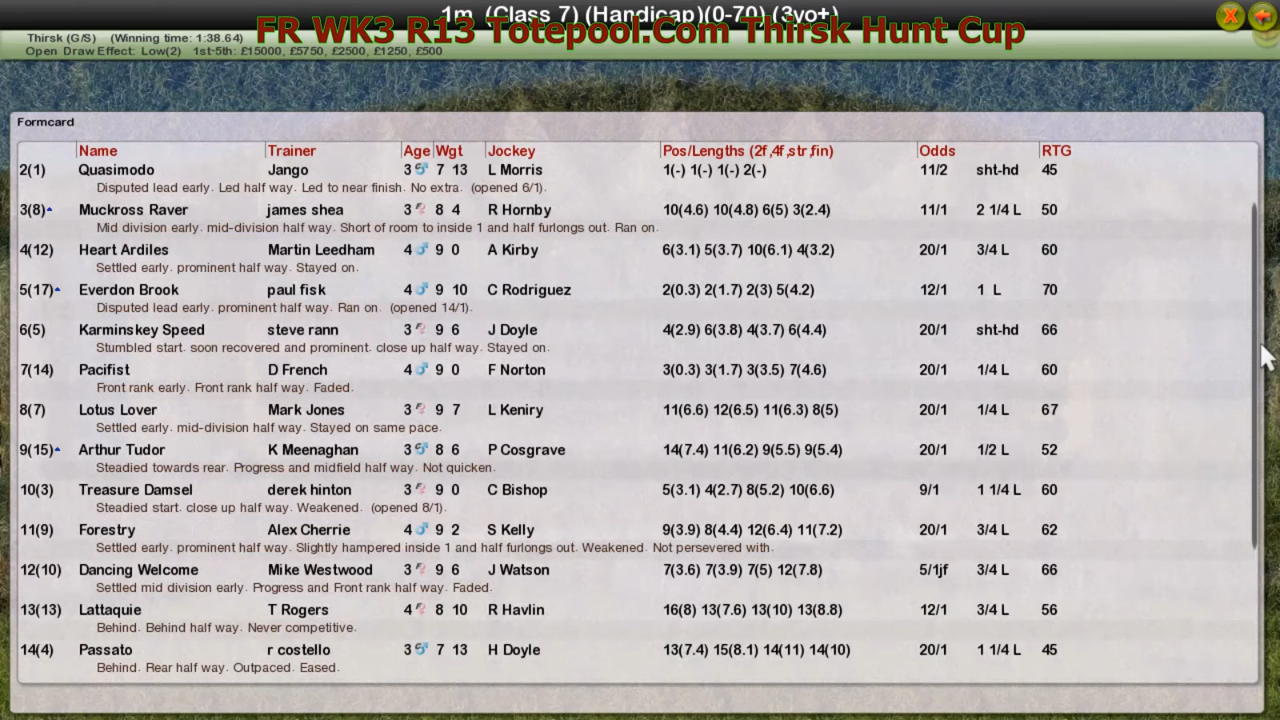 1m (Class 7) (Handicap)(0-70) (3yo+)
FR WK3 R13 Totepool.Com Thirsk Hunt Cup
Thirsk (G/S) (Winning time: 1:38.64)
Open Draw Effect: Low(2) 1st-5th: £15000, £5750, £2500, £1250, £500
Formcard
Name Trainer Age Wgt Jockey Pos/Lengths (2f,4f,str,fin) Odds RTG
2(1) Quasimodo Jango 3 7 13 L Morris 1(-) 1(-) 1(-) 2(-) 11/2 sht-hd 45
Disputed lead early. Led half way. Led to near finish. No extra. (opened 6/1).
3(8) Muckross Raver james shea 3 8 4 R Hornby 10(4.6) 10(4.8) 6(5) 3(2.4) 11/1 2 1/4 L 50
Mid division early. mid-division half way. Short of room to inside 1 and half furlongs out. Ran on.
4(12) Heart Ardiles Martin Leedham 4 9 0 A Kirby 6(3.1) 5(3.7) 10(6.1) 4(3.2) 20/1 3/4 L 60
Settled early. prominent half way. Stayed on.
5(17) Everdon Brook paul fisk 4 9 10 C Rodriguez 2(0.3) 2(1.7) 2(3) 5(4.2) 12/1 1 L 70
Disputed lead early. prominent half way. Ran on. (opened 14/1).
6(5) Karminskey Speed steve rann 3 9 6 J Doyle 4(2.9) 6(3.8) 4(3.7) 6(4.4) 20/1 sht-hd 66
Stumbled start. soon recovered and prominent. close up half way. Stayed on.
7(14) Pacifist D French 4 9 0 F Norton 3(0.3) 3(1.7) 3(3.5) 7(4.6) 20/1 1/4 L 60
Front rank early. Front rank half way. Faded.
8(7) Lotus Lover Mark Jones 3 9 7 L Keniry 11(6.6) 12(6.5) 11(6.3) 8(5) 20/1 1/4 L 67
Settled early. mid-division half way. Stayed on same pace.
9(15) Arthur Tudor K Meenaghan 3 8 6 P Cosgrave 14(7.4) 11(6.2) 9(5.5) 9(5.4) 20/1 1/2 L 52
Steadied towards rear. Progress and midfield half way. Not quicken.
10(3) Treasure Damsel derek hinton 3 9 0 C Bishop 5(3.1) 4(2.7) 8(5.2) 10(6.6) 9/1 1 1/4 L 60
Steadied start. close up half way. Weakened. (opened 8/1).
11(9) Forestry Alex Cherrie 4 9 2 S Kelly 9(3.9) 8(4.4) 12(6.4) 11(7.2) 20/1 3/4 L 62
Settled early. prominent half way. Slightly hampered inside 1 and half furlongs out. Weakened. Not persevered with.
12(10) Dancing Welcome Mike Westwood 3 9 6 J Watson 7(3.6) 7(3.9) 7(5) 12(7.8) 5/1jf 3/4 L 66
Settled mid division early. Progress and Front rank half way. Faded.
13(13) Lattaquie T Rogers 4 8 10 R Havlin 16(8) 13(7.6) 13(10) 13(8.8) 12/1 3/4 L 56
Behind. Behind half way. Never competitive.
14(4) Passato r costello 3 7 13 H Doyle 13(7.4) 15(8.1) 14(11) 14(10) 20/1 1 1/4 L 45
Behind. Rear half way. Outpaced. Eased.